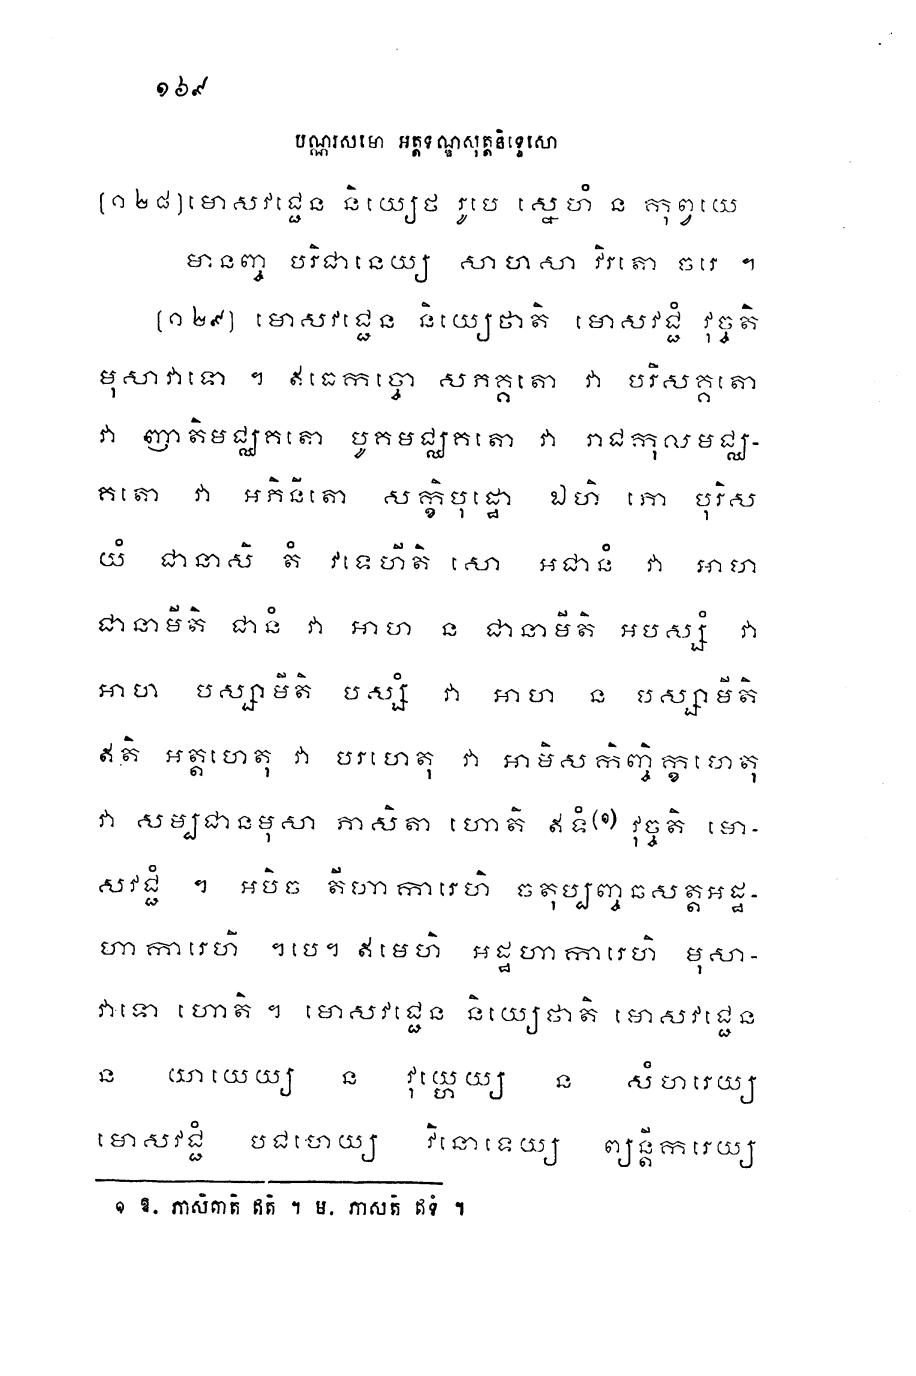 ១៦៩
បណ្ណរសមោ អត្តទណ្ឌសុត្តនិទ្ទេសោ
[១២៨] មោសវជ្ជេន និយ្យេថ រូបេ ស្នេហំ ន កុព្វយេ
មានញ្ច បរិជានេយ្យ សាហសា វិរតោ ចរេ ។
[១២៩] មោសវជ្ជេន និយ្យេថាតិ មោសវជ្ជំ វុច្ចតិ
មុសាវាទោ ។ ឥធេកច្ចោ សភគ្គតោ វា បរិសគ្គតោ
វា ញាតិមជ្ឈគតោ បូគមជ្ឈគតោ វា រាជកុលមជ្ឈ-
គតោ វា អភិនីតោ សក្ខិបុដ្ឋោ ឯហិ ភោ បុរិស
យំ ជានាសិ តំ វទេហីតិ សោ អជានំ វា អាហ
ជានាមីតិ ជានំ វា អាហ ន ជានាមីតិ អបស្សំ វា
អាហ បស្សាមីតិ បស្សំ វា អាហ ន បស្សាមីតិ
ឥតិ អត្តហេតុ វា បរហេតុ វា អាមិសកិញ្ចិក្ខហេតុ
វា សម្បជានមុសា ភាសិតា ហោតិ ឥទំ(១) វុច្ចតិ មោ-
សវជ្ជំ ។ អបិច តីហាការេហិ ចតុប្បញ្ចឆសត្តអដ្ឋ-
ហាការេហិ ។បេ។ ឥមេហិ អដ្ឋហាការេហិ មុសា-
វាទោ ហោតិ ។ មោសវជ្ជេន និយ្យេថាតិ មោសវជ្ជេន
ន យាយេយ្យ ន វុយ្ហេយ្យ ន សំហរេយ្យ
មោសវជ្ជំ បជហេយ្យ វិនោទេយ្យ ព្យន្តីករេយ្យ
១ ឱ. ភាសិតាតិ ឥតិ ។ ម. ភាសតិ ឥទំ ។